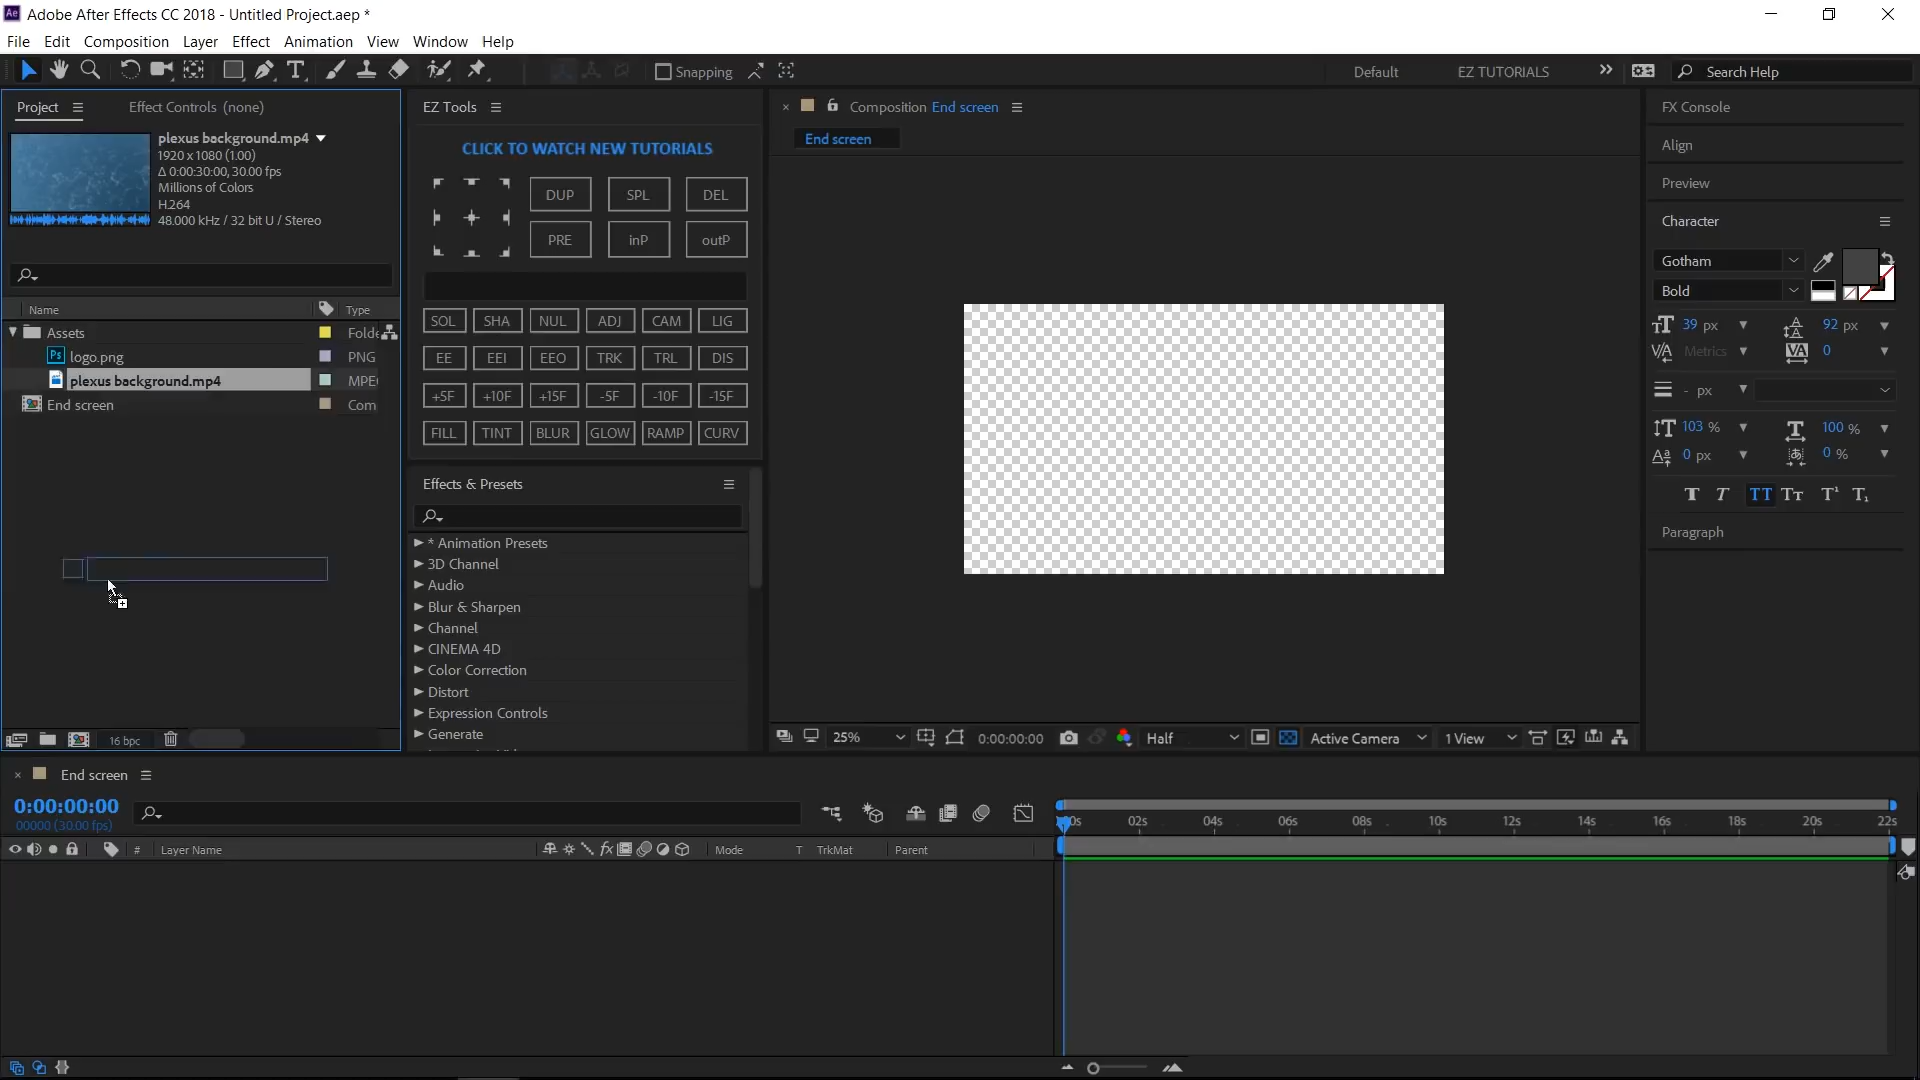 Adobe After Effects CC 2018 - Untitled Project.aep *
File Edit Composition Layer Effect Animation View Window Help
Snapping Default EZ TUTORIALS Search Help
Project Effect Controls (none)
plexus background.mp4
1920 x 1080 (1.00)
Δ 0:00:30:00, 30.00 fps
Millions of Colors
H.264
48.000 kHz / 32 bit U / Stereo
Name Type
Assets Folde
Ps logo.png PNG
plexus background.mp4 MPE
End screen Com
16 bpc
EZ Tools
CLICK TO WATCH NEW TUTORIALS
DUP SPL DEL
PRE inP outP
SOL SHA NUL ADJ CAM LIG
EE EEI EEO TRK TRL DIS
+5F +10F +15F -5F -10F -15F
FILL TINT BLUR GLOW RAMP CURV
Effects & Presets
* Animation Presets
3D Channel
Audio
Blur & Sharpen
Channel
CINEMA 4D
Color Correction
Distort
Expression Controls
Generate
Composition End screen
End screen
25% 0:00:00:00 Half Active Camera 1 View
FX Console
Align
Preview
Character
Gotham
Bold
39 px 92 px
Metrics 0
- px
103 % 100 %
0 px 0 %
T T TT Tt T¹ T₁
Paragraph
End screen
0:00:00:00
00000 (30.00 fps)
# Layer Name fx Mode T TrkMat Parent
00s 02s 04s 06s 08s 10s 12s 14s 16s 18s 20s 22s